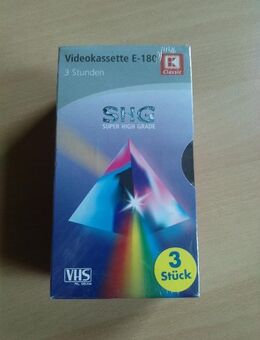 Videokassette E-180
3 Stunden
K
Classic
SHG
SUPER HIGH GRADE
3
Stück
VHS